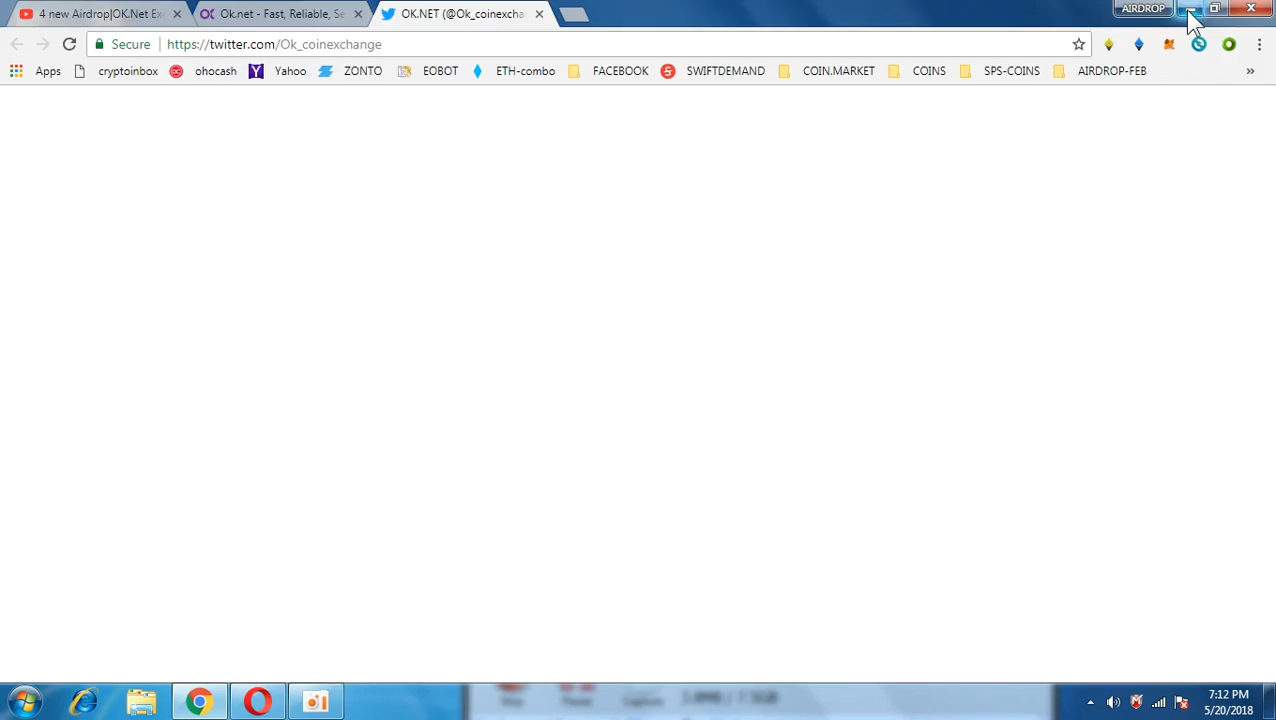 4 new Airdrop|OK.Net Ex
Ok.net - Fast, Reliable, Se
OK.NET (@Ok_coinexcha
AIRDROP
Secure
https://twitter.com/Ok_coinexchange
Apps
cryptoinbox
ohocash
Yahoo
ZONTO
EOBOT
ETH-combo
FACEBOOK
SWIFTDEMAND
COIN.MARKET
COINS
SPS-COINS
AIRDROP-FEB
»
7:12 PM
5/20/2018